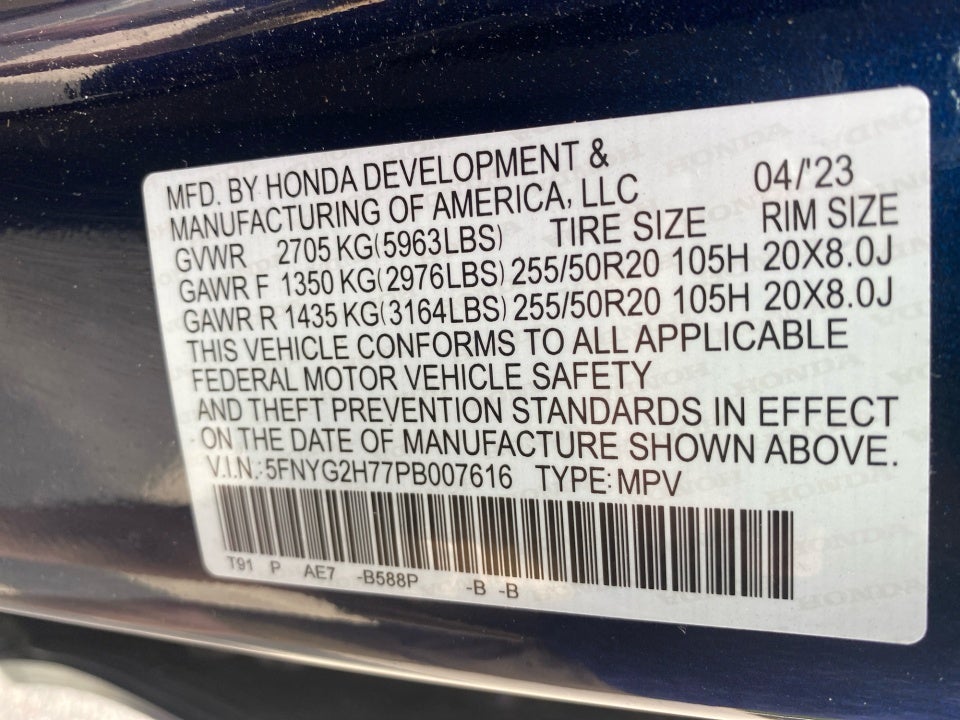 MFD. BY HONDA DEVELOPMENT & 04/'23
MANUFACTURING OF AMERICA, LLC RIM SIZE
GVWR 2705 KG(5963LBS) TIRE SIZE
GAWR F 1350 KG(2976LBS) 255/50R20 105H 20X8.0J
GAWR R 1435 KG(3164LBS) 255/50R20 105H 20X8.0J
THIS VEHICLE CONFORMS TO ALL APPLICABLE
FEDERAL MOTOR VEHICLE SAFETY
AND THEFT PREVENTION STANDARDS IN EFFECT
ON THE DATE OF MANUFACTURE SHOWN ABOVE.
V.I.N.: 5FNYG2H77PB007616 TYPE: MPV
T91 P AE7 -B588P -B -B